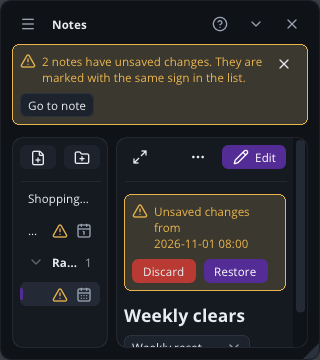 Notes
2 notes have unsaved changes. They are
marked with the same sign in the list.
Go to note
Edit
Shopping...
...
Ra... 1
Unsaved changes
from
2026-11-01 08:00
Discard
Restore
Weekly clears
Weekly reset